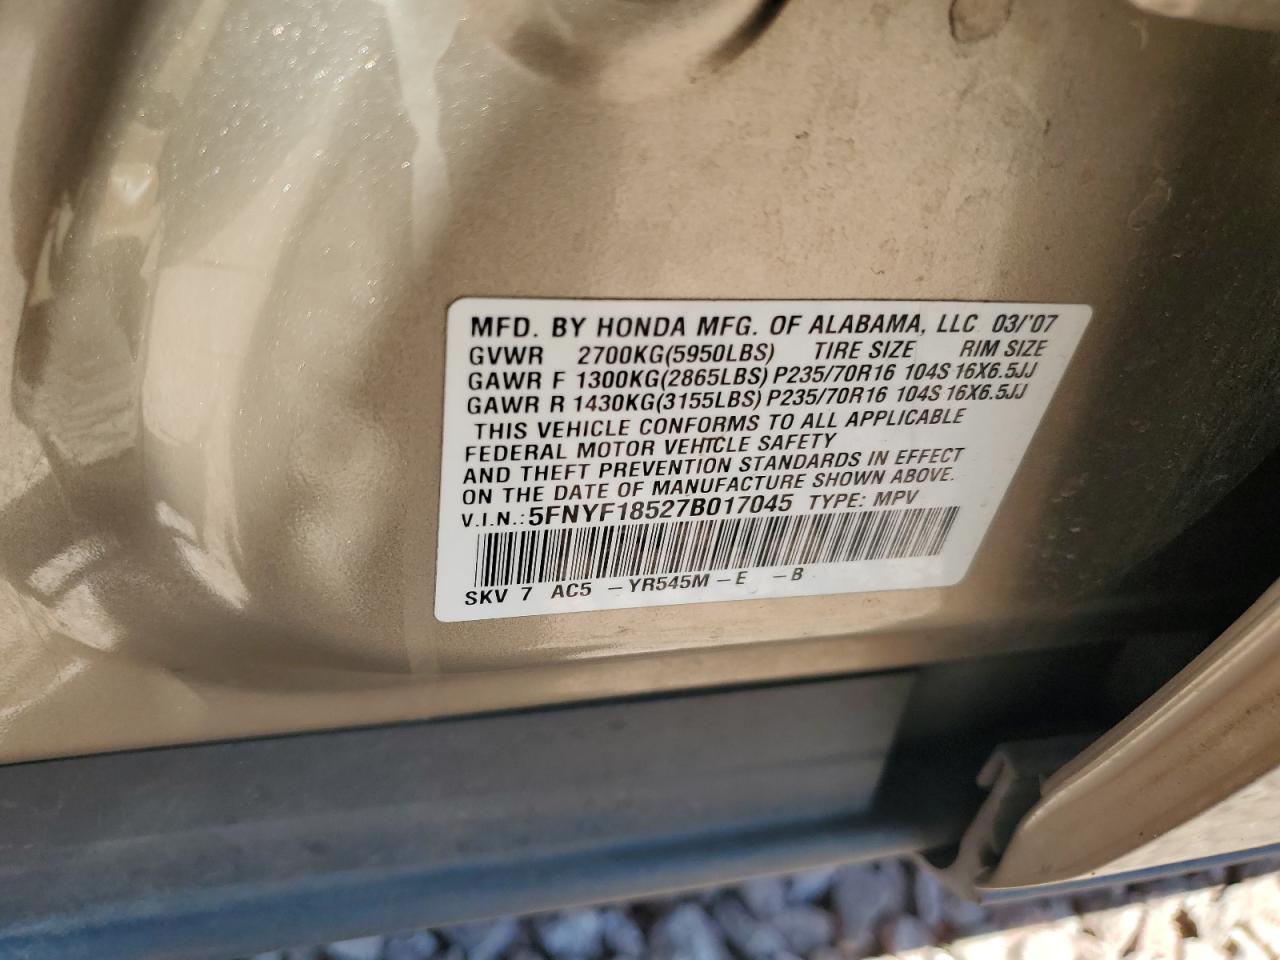 MFD. BY HONDA MFG. OF ALABAMA, LLC 03/'07
GVWR 2700KG(5950LBS) TIRE SIZE RIM SIZE
GAWR F 1300KG(2865LBS) P235/70R16 104S 16X6.5JJ
GAWR R 1430KG(3155LBS) P235/70R16 104S 16X6.5JJ
THIS VEHICLE CONFORMS TO ALL APPLICABLE
FEDERAL MOTOR VEHICLE SAFETY
AND THEFT PREVENTION STANDARDS IN EFFECT
ON THE DATE OF MANUFACTURE SHOWN ABOVE.
V.I.N.: 5FNYF18527B017045 TYPE: MPV
SKV 7 AC5 -YR545M-E -B